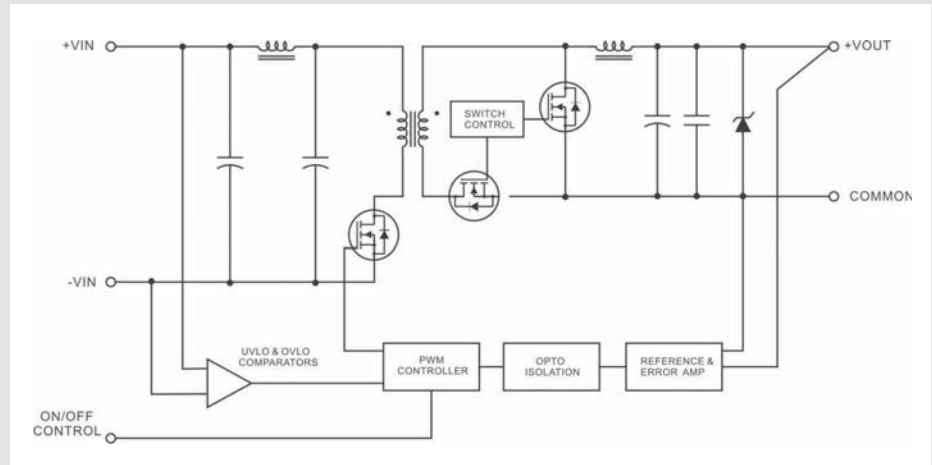 +VIN
+VOUT
SWITCH
CONTROL
COMMON
-VIN
UVLO & OVLO
COMPARATORS
PWM
CONTROLLER
OPTO
ISOLATION
REFERENCE &
ERROR AMP
ON/OFF
CONTROL